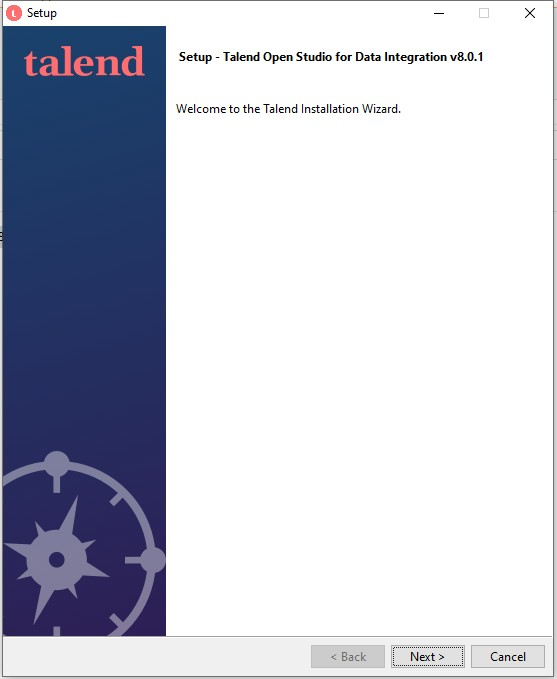 Setup
talend
Setup - Talend Open Studio for Data Integration v8.0.1
Welcome to the Talend Installation Wizard.
< Back
Next >
Cancel